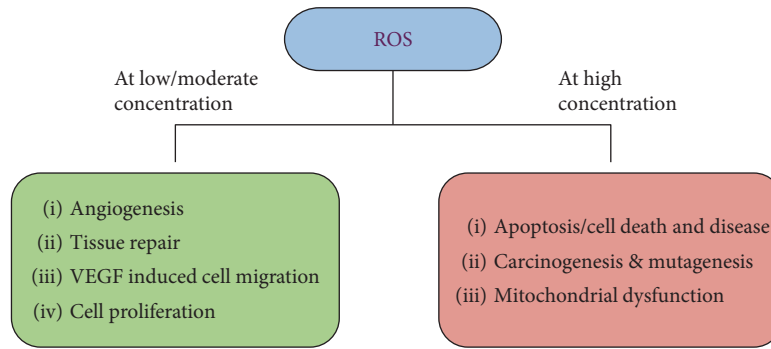 ROS
At low/moderate
concentration
At high
concentration
(i) Angiogenesis
(ii) Tissue repair
(iii) VEGF induced cell migration
(iv) Cell proliferation
(i) Apoptosis/cell death and disease
(ii) Carcinogenesis & mutagenesis
(iii) Mitochondrial dysfunction